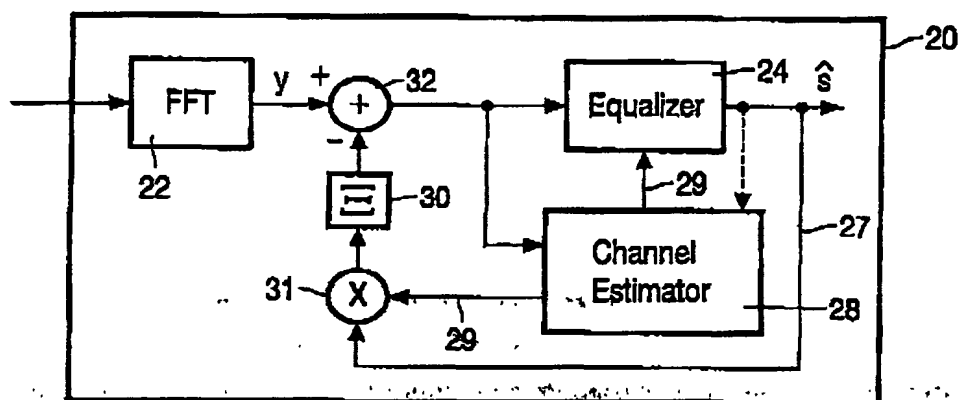 20
FFT
22
y
+
+
32
-
Ξ
30
X
31
Equalizer
24
ŝ
29
27
Channel
Estimator
28
29